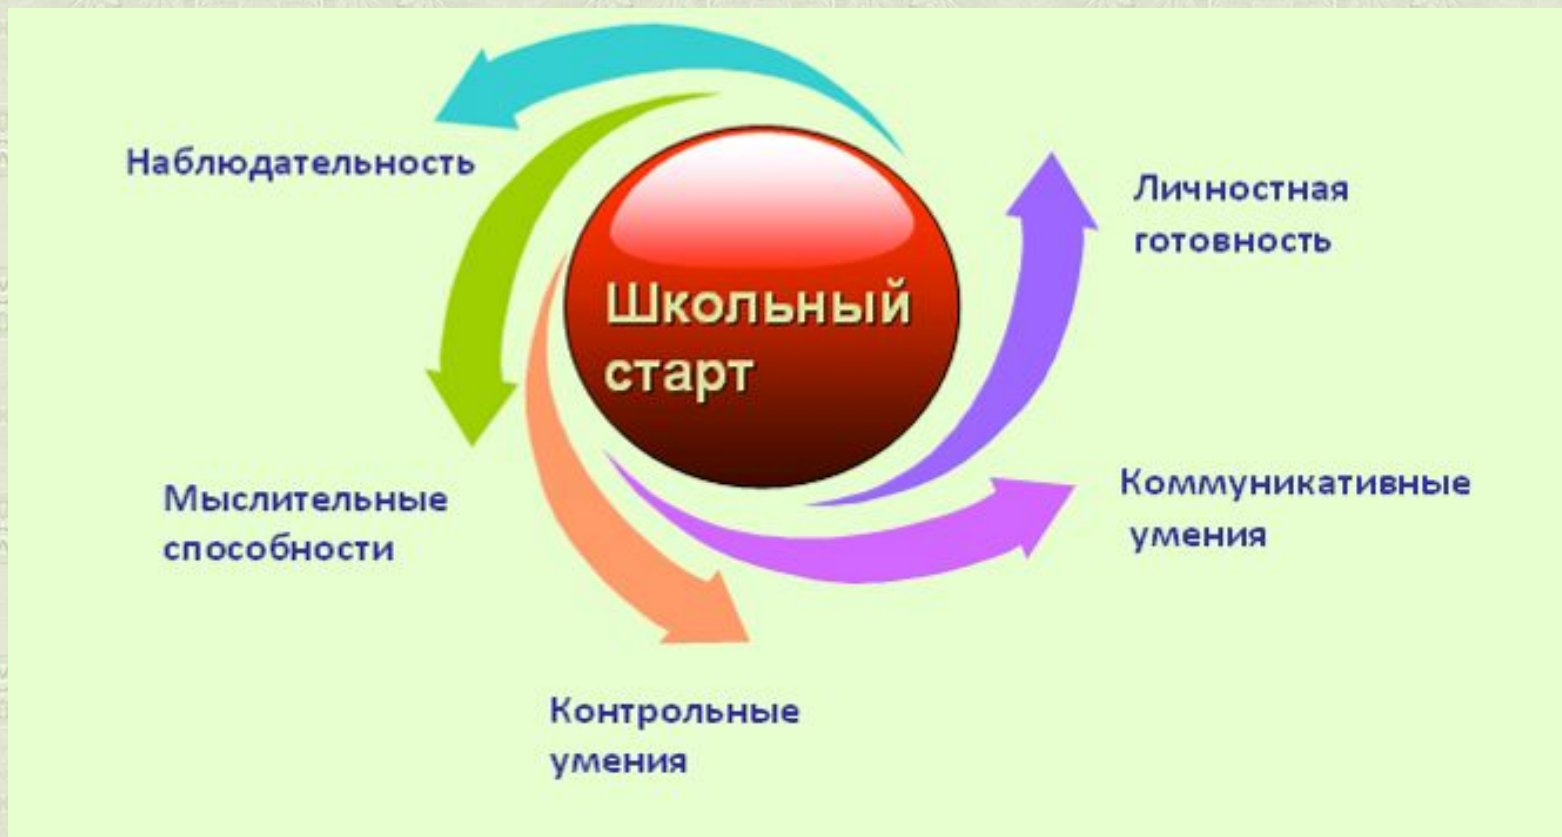 Наблюдательность
Личностная
готовность
Школьный
старт
Мыслительные
способности
Коммуникативные
умения
Контрольные
умения